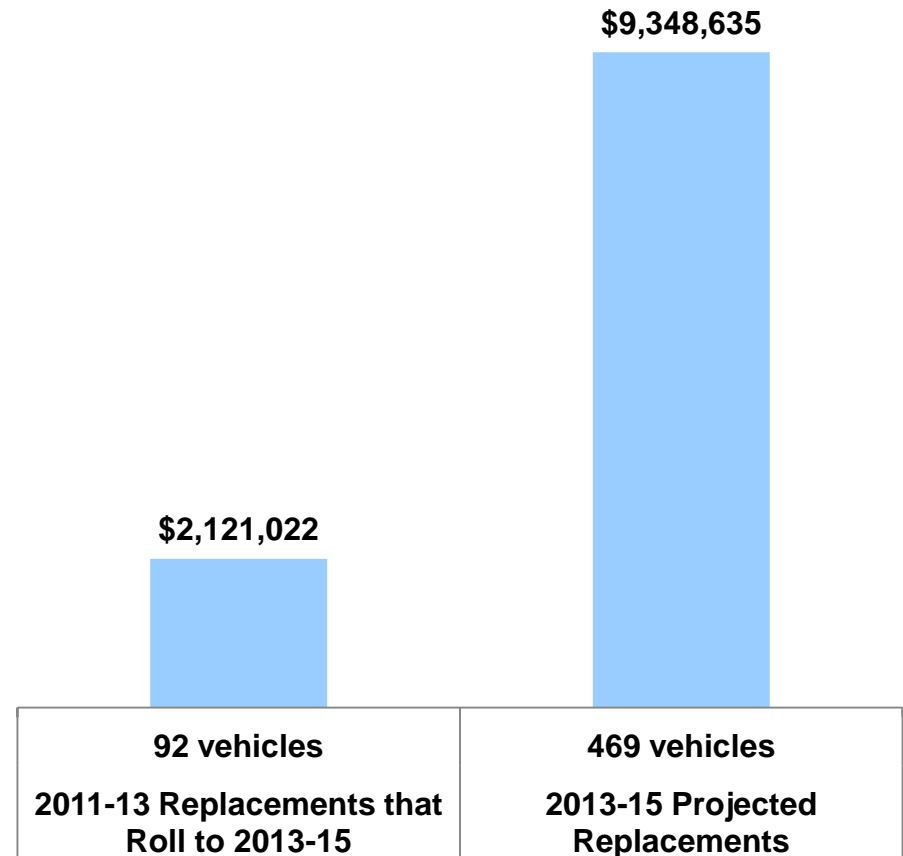 $9,348,635
$2,121,022
92 vehicles
469 vehicles
2011-13 Replacements that
Roll to 2013-15
2013-15 Projected
Replacements